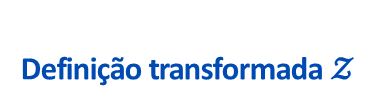 Definição transformada 𝒵